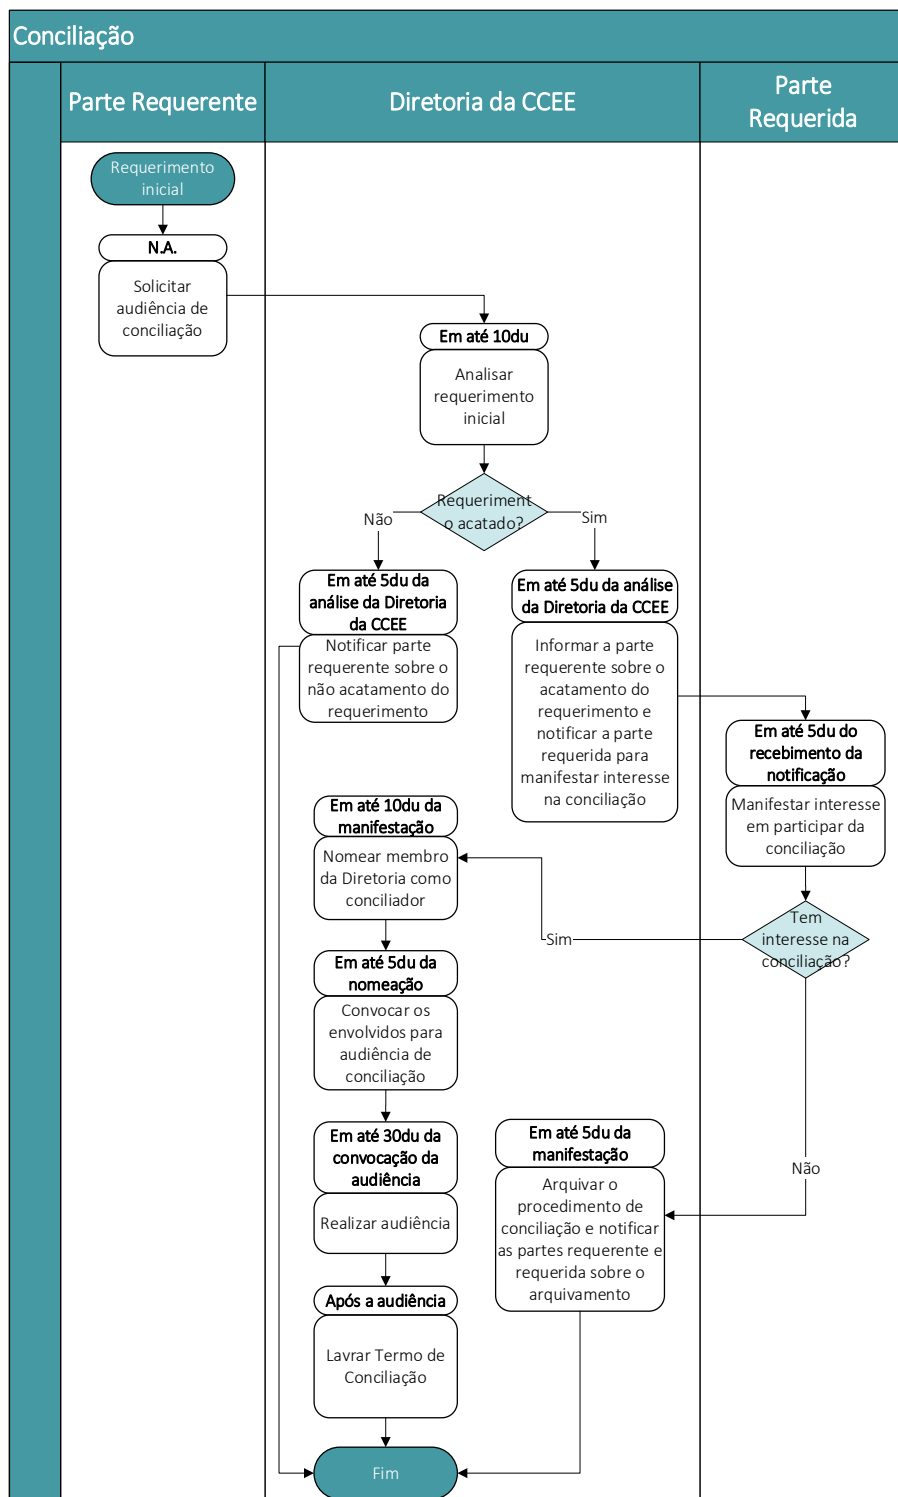 Conciliação
Parte Requerente
Diretoria da CCEE
Parte
Requerida
Requerimento
inicial
N.A.
Solicitar
audiência de
conciliação
Em até 10du
Analisar
requerimento
inicial
Requeriment
o acatado?
Não
Sim
Em até 5du da
análise da Diretoria
da CCEE
Notificar parte
requerente sobre o
não acatamento do
requerimento
Em até 5du da análise
da Diretoria da CCEE
Informar a parte
requerente sobre o
acatamento do
requerimento e
notificar a parte
requerida para
manifestar interesse
na conciliação
Em até 5du do
recebimento da
notificação
Manifestar interesse
em participar da
conciliação
Tem
interesse na
conciliação?
Sim
Não
Em até 10du da
manifestação
Nomear membro
da Diretoria como
conciliador
Em até 5du da
nomeação
Convocar os
envolvidos para
audiência de
conciliação
Em até 30du da
convocação da
audiência
Realizar audiência
Após a audiência
Lavrar Termo de
Conciliação
Em até 5du da
manifestação
Arquivar o
procedimento de
conciliação e notificar
as partes requerente e
requerida sobre o
arquivamento
Fim